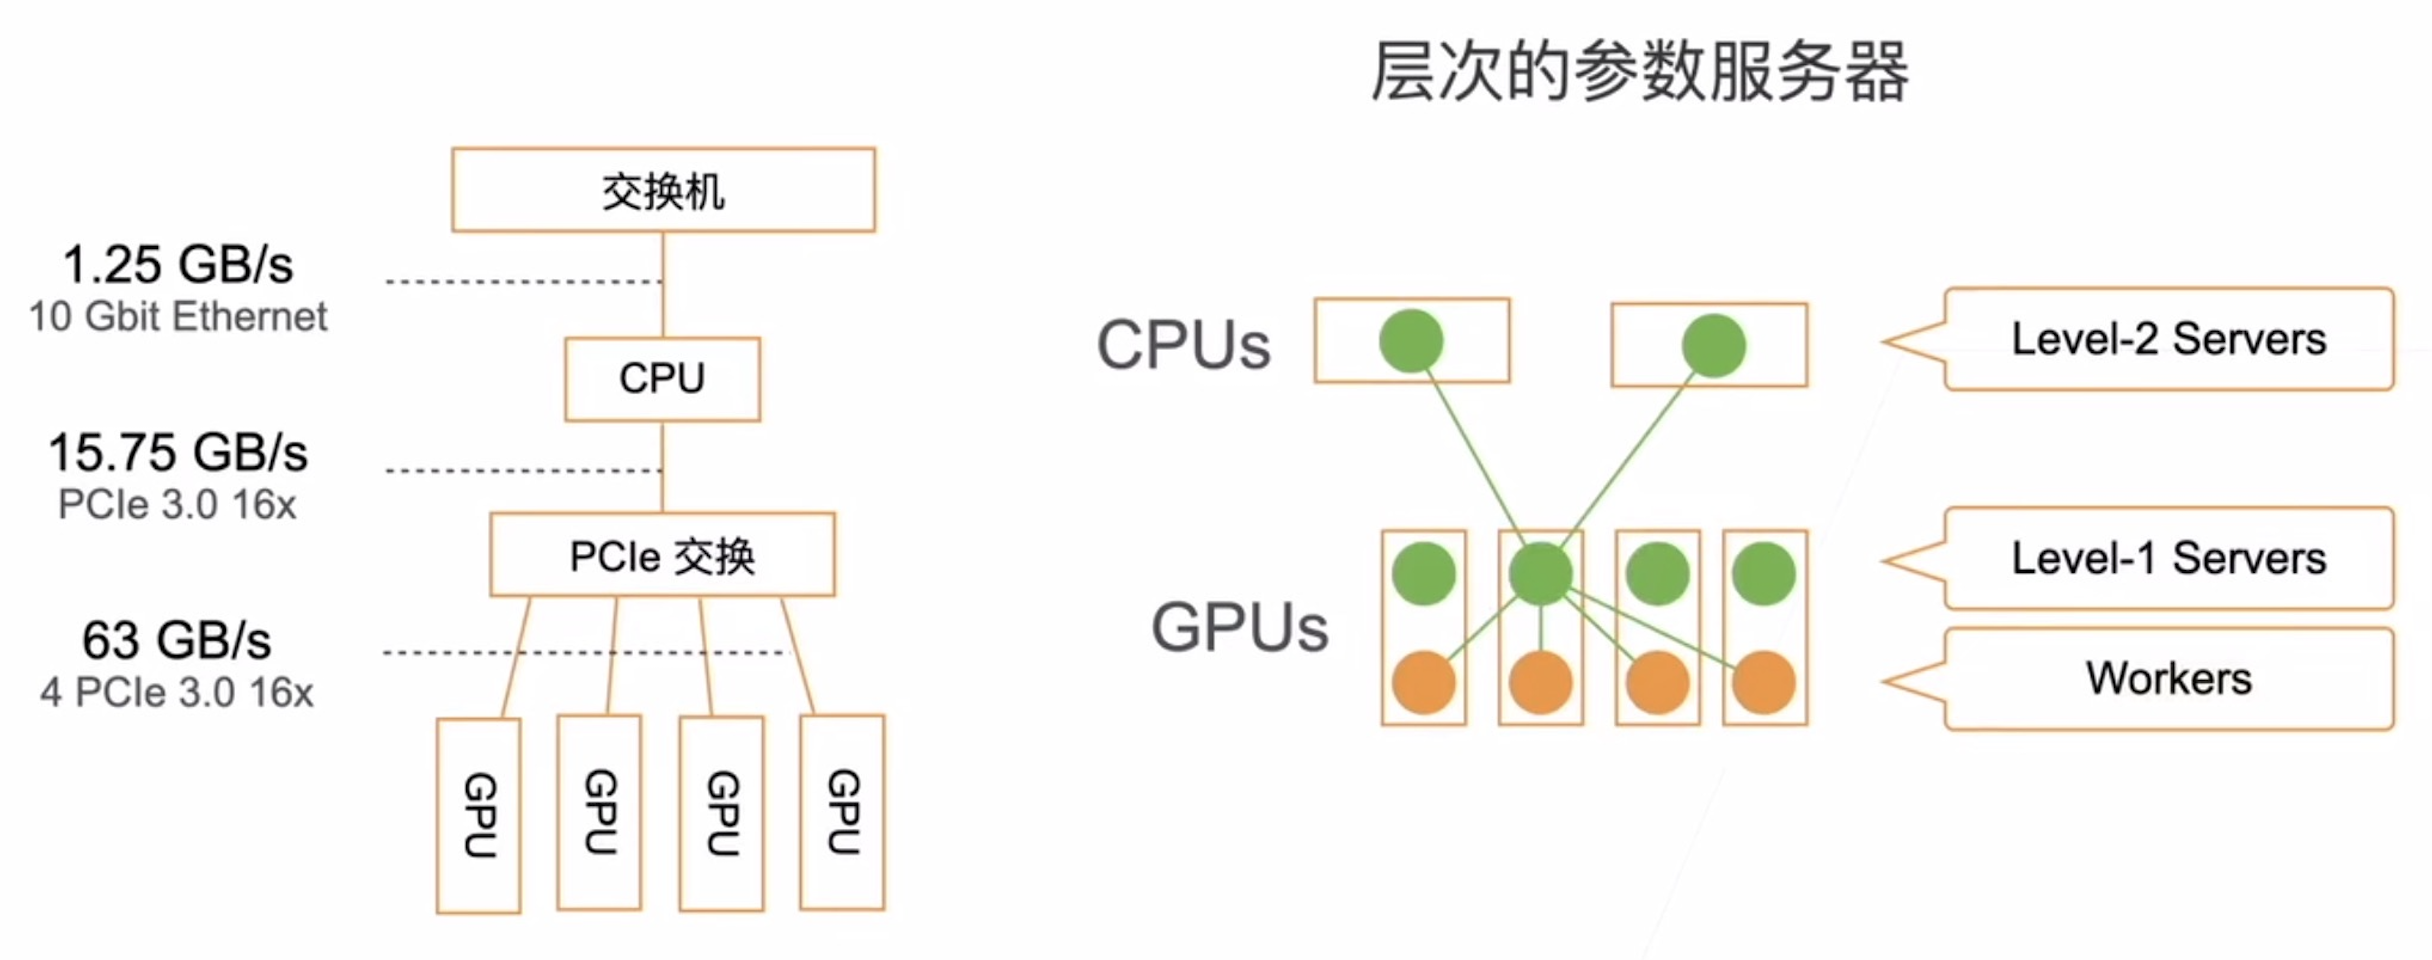 层次的参数服务器
交换机
1.25 GB/s
10 Gbit Ethernet
CPU
15.75 GB/s
PCIe 3.0 16x
PCIe 交换
63 GB/s
4 PCIe 3.0 16x
GPU
GPU
GPU
GPU
CPUs
Level-2 Servers
GPUs
Level-1 Servers
Workers